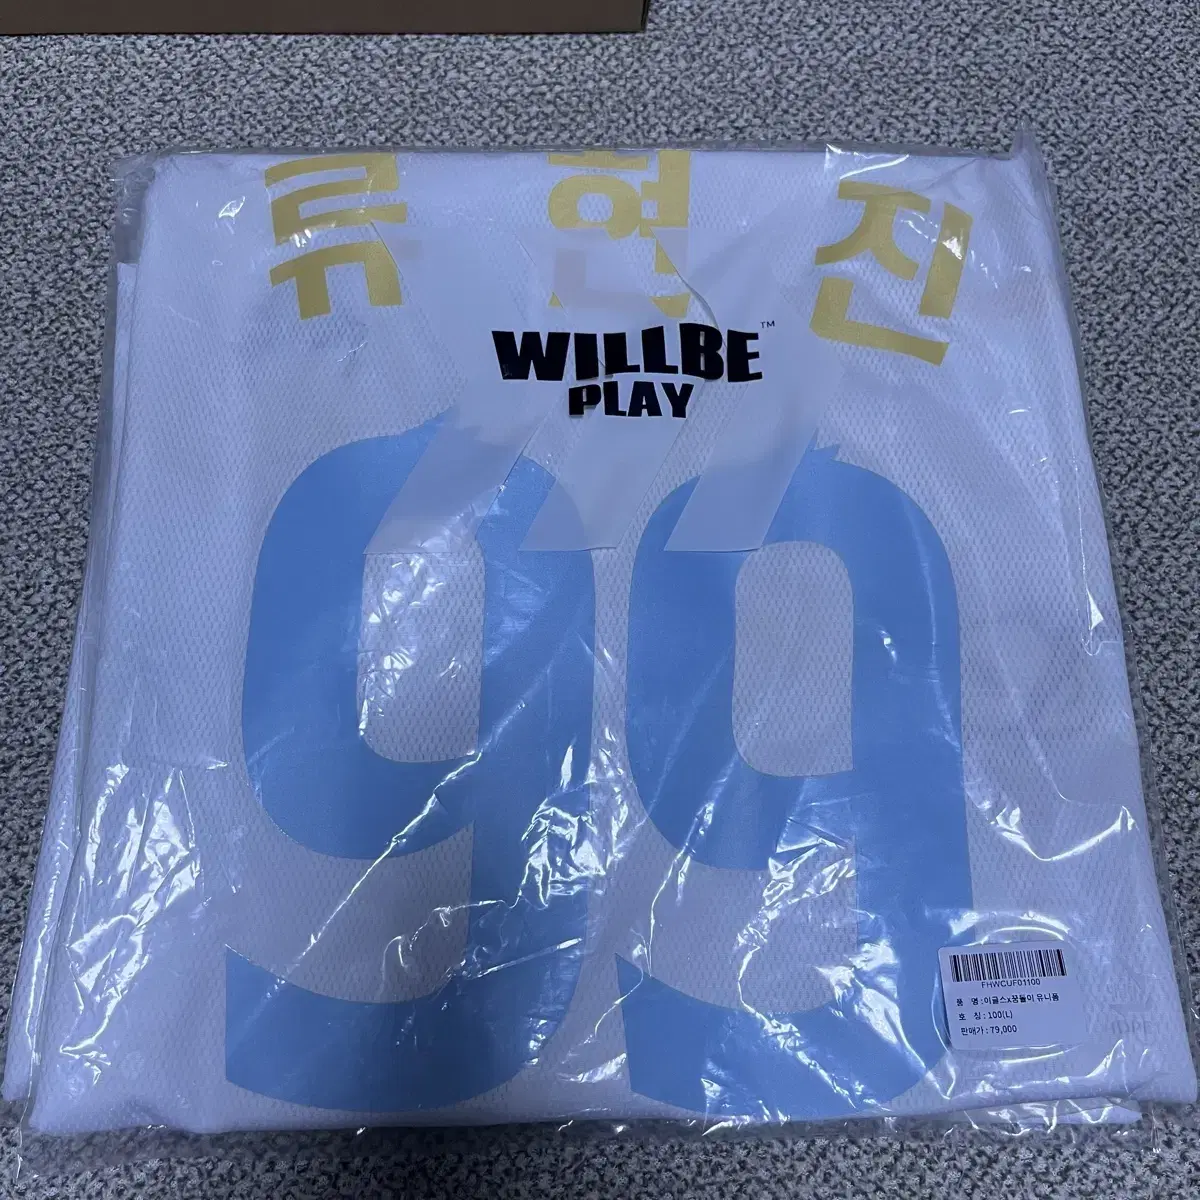 류현진
WILLBE™
PLAY
99
FHWCUF01100
품 명 : 이글스x꿈돌이 유니폼
호 칭 : 100(L)
판매가 : 79,000